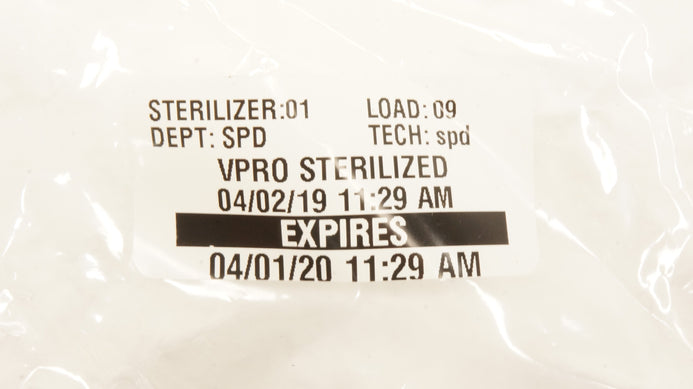 STERILIZER:01 LOAD: 09
DEPT: SPD TECH: spd
VPRO STERILIZED
04/02/19 11:29 AM
EXPIRES
04/01/20 11:29 AM